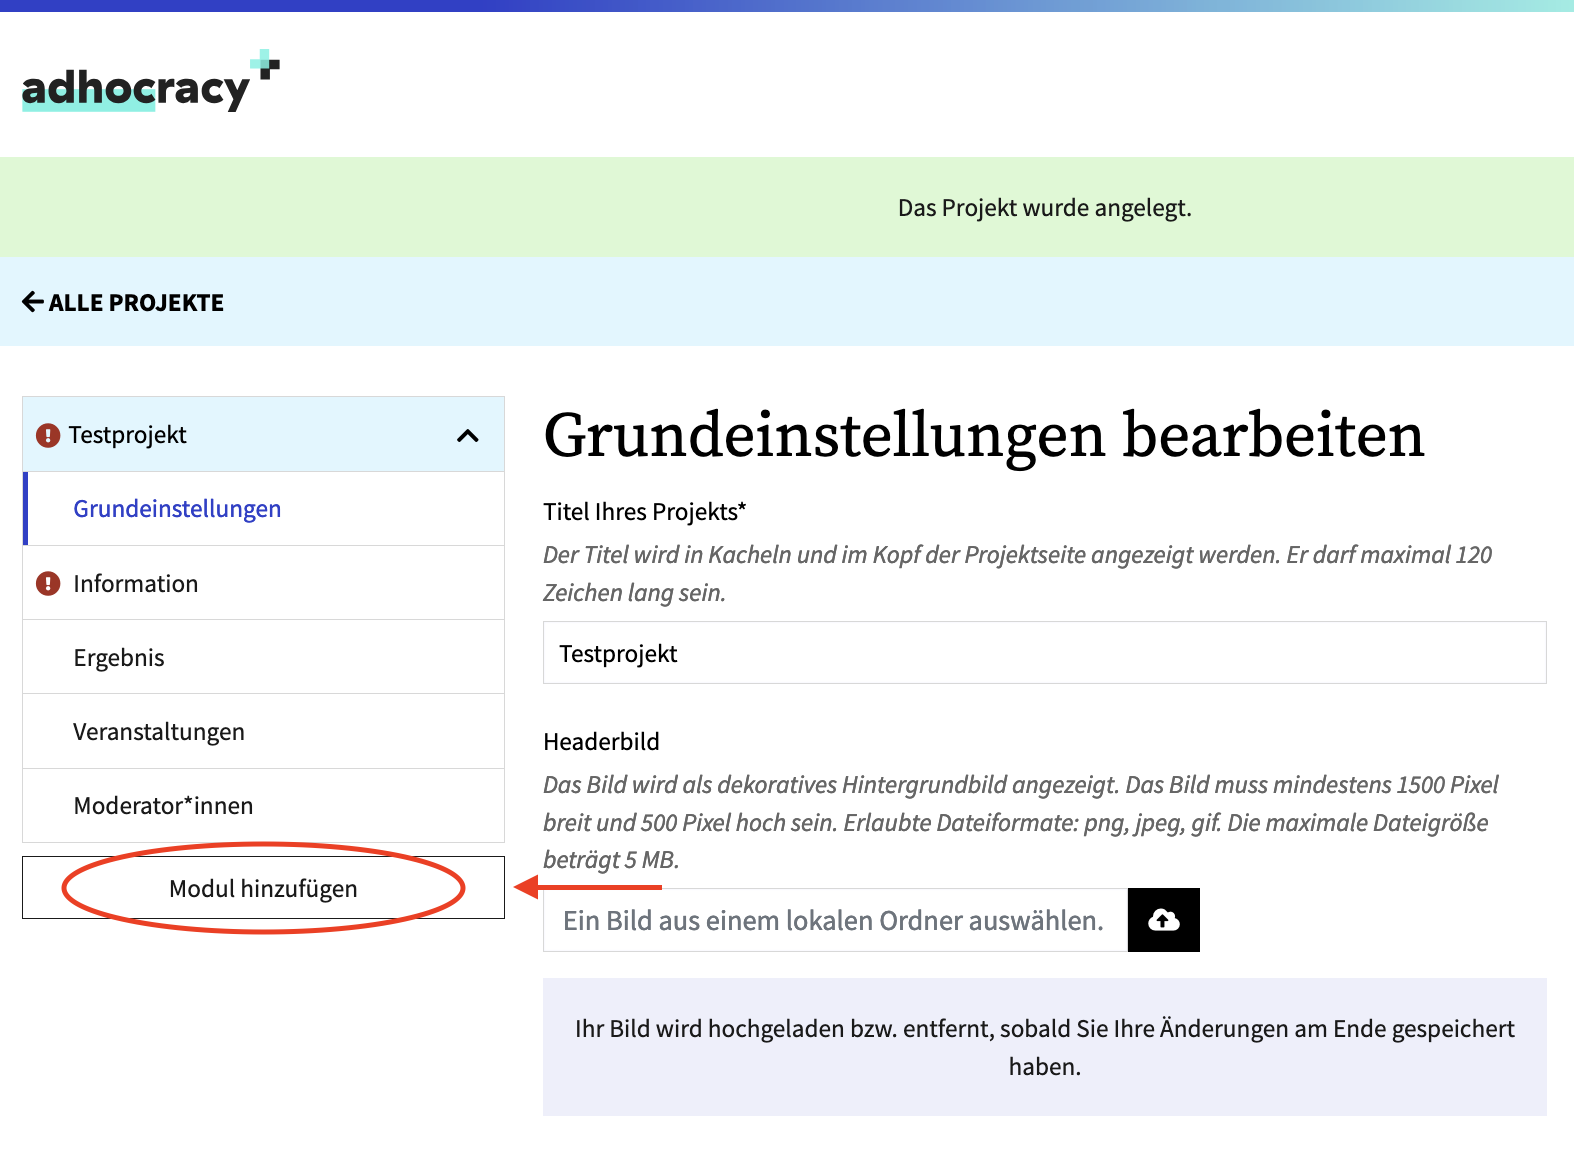 adhocracy
Das Projekt wurde angelegt.
ALLE PROJEKTE
Testprojekt
Grundeinstellungen
Information
Ergebnis
Veranstaltungen
Moderator*innen
Modul hinzufügen
Grundeinstellungen bearbeiten
Titel Ihres Projekts*
Der Titel wird in Kacheln und im Kopf der Projektseite angezeigt werden. Er darf maximal 120
Zeichen lang sein.
Testprojekt
Headerbild
Das Bild wird als dekoratives Hintergrundbild angezeigt. Das Bild muss mindestens 1500 Pixel
breit und 500 Pixel hoch sein. Erlaubte Dateiformate: png, jpeg, gif. Die maximale Dateigröße
beträgt 5 MB.
Ein Bild aus einem lokalen Ordner auswählen.
Ihr Bild wird hochgeladen bzw. entfernt, sobald Sie Ihre Änderungen am Ende gespeichert
haben.